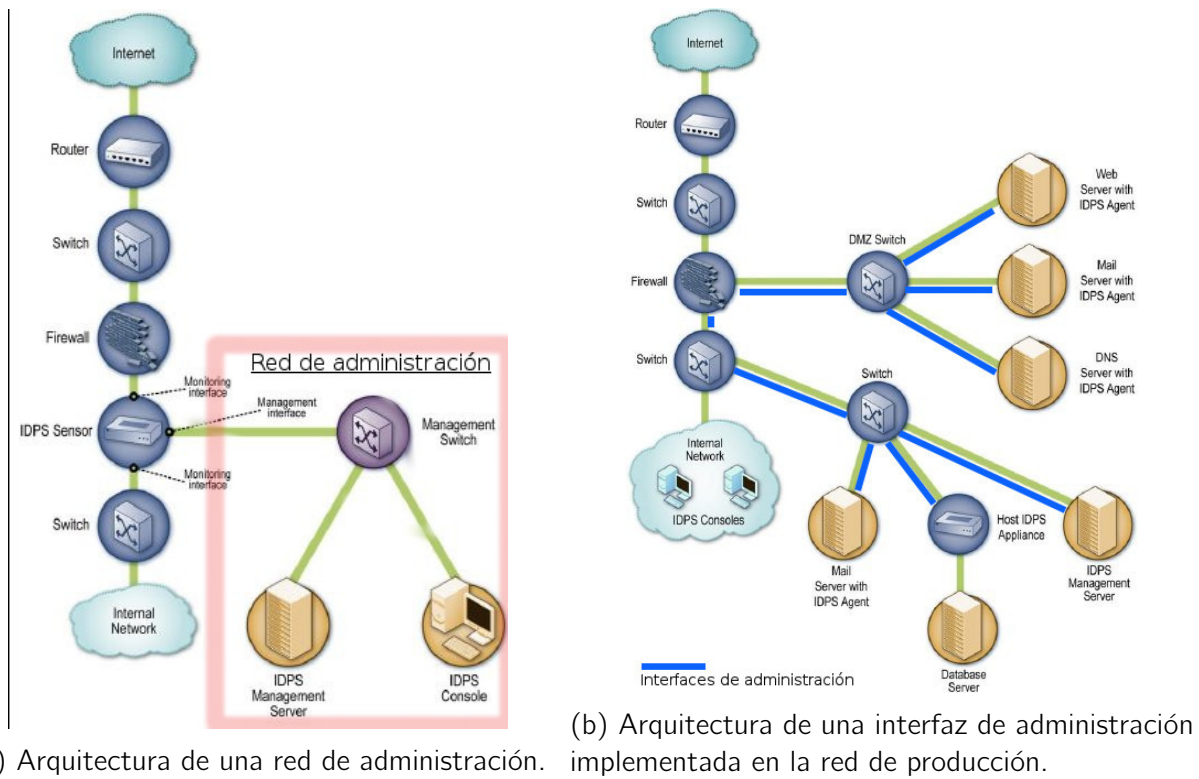 Internet
Router
Switch
Firewall
Monitoring
interface
Red de administración
Management
interface
IDPS Sensor
Management
Switch
Monitoring
interface
Switch
Internal
Network
IDPS
Management
Server
IDPS
Console
) Arquitectura de una red de administración.
Internet
Router
Switch
Web
Server with
IDPS Agent
DMZ Switch
Firewall
Mail
Server with
IDPS Agent
Switch
DNS
Server with
IDPS Agent
Switch
Internal
Network
IDPS Consoles
Host IDPS
Appliance
Mail
Server with
IDPS Agent
IDPS
Management
Server
Database
Server
Interfaces de administración
(b) Arquitectura de una interfaz de administración
implementada en la red de producción.